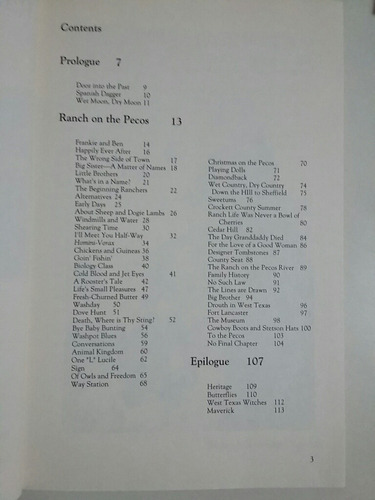 Contents
Prologue 7
Door into the Past 9
Spanish Dagger 10
Wet Moon, Dry Moon 11
Ranch on the Pecos 13
Frankie and Ben 14
Happily Ever After 16
The Wrong Side of Town 17
Big Sister—A Matter of Names 18
Little Brothers 20
What's in a Name? 21
The Beginning Ranchers 22
Alternatives 24
Early Days 25
About Sheep and Dogie Lambs 26
Windmills and Water 28
Shearing Time 30
I'll Meet You Half-Way 32
Homino-Vorax 34
Chickens and Guineas 36
Goin' Fishin' 38
Biology Class 40
Cold Blood and Jet Eyes 41
A Rooster's Tale 42
Life's Small Pleasures 47
Fresh-Churned Butter 49
Washday 50
Dove Hunt 51
Death, Where is Thy Sting? 52
Bye Baby Bunting 54
Washpot Blues 56
Conversations 59
Animal Kingdom 60
One "L" Lucile 62
Sign 64
Of Owls and Freedom 65
Way Station 68
Christmas on the Pecos 70
Playing Dolls 71
Diamondback 72
Wet Country, Dry Country 74
Down the Hill to Sheffield 75
Sweetums 76
Crockett County Summer 78
Ranch Life Was Never a Bowl of
Cherries 80
Cedar Hill 82
The Day Granddaddy Died 84
For the Love of a Good Woman 86
Designer Tombstones 87
County Seat 88
The Ranch on the Pecos River 89
Family History 90
No Such Law 91
The Lines are Drawn 92
Big Brother 94
Drouth in West Texas 96
Fort Lancaster 97
The Museum 98
Cowboy Boots and Stetson Hats 100
To the Pecos 103
No Final Chapter 104
Epilogue 107
Heritage 109
Butterflies 110
West Texas Witches 112
Maverick 113
3